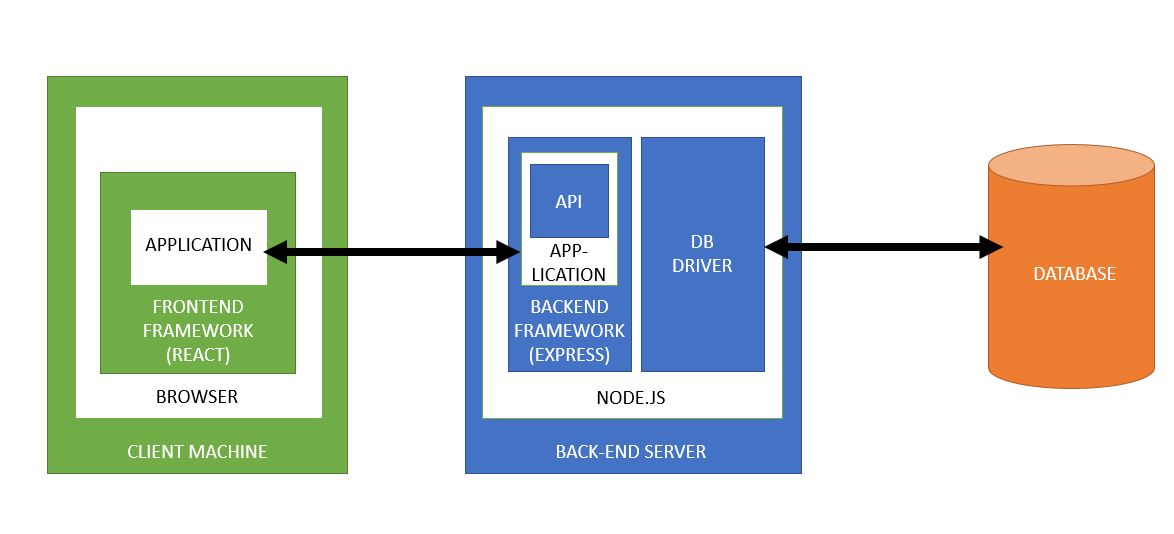 APPLICATION
FRONTEND
FRAMEWORK
(REACT)
BROWSER
CLIENT MACHINE
API
APP-
LICATION
BACKEND
FRAMEWORK
(EXPRESS)
DB
DRIVER
NODE.JS
BACK-END SERVER
DATABASE